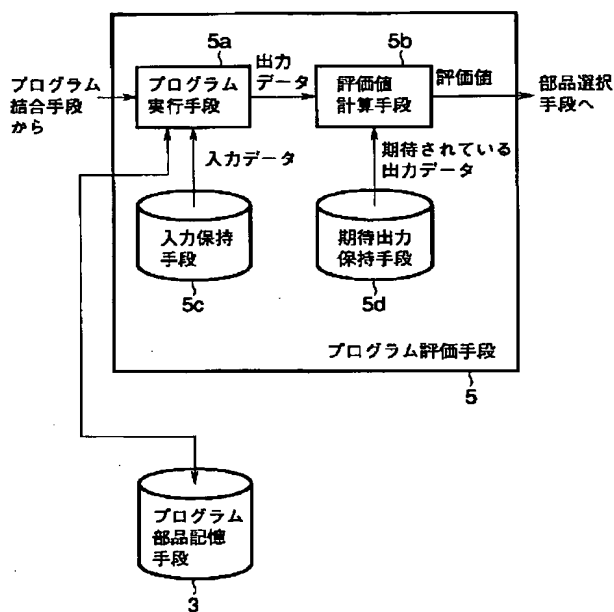 5a
出力
データ
5b
評価値
プログラム
結合手段
から
プログラム
実行手段
評価値
計算手段
部品選択
手段へ
入力データ
期待されている
出力データ
入力保持
手段
期待出力
保持手段
5c
5d
プログラム評価手段
5
プログラム
部品記憶
手段
3